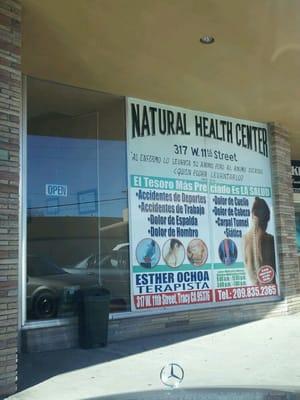 NATURAL HEALTH CENTER
317 W. 11th STREET
"AL ENFERMO LO LEVANTA SU ANIMO PERO AL ANIMO DECAIDO
¿QUIEN PODRA LEVANTARLO?
El Tesoro Más Preciado Es LA SALUD
•Accidentes de Deportes
•Accidentes de Trabajo
•Dolor de Espalda
•Dolor de Hombro
•Dolor de Cuello
•Dolor de Cabeza
•Carpal Tunnel
•Siática
OPEN
ESTHER OCHOA
TERAPISTA
317 W. 11th Street, Tracy CA 95376
Tel.: 209.835.2365